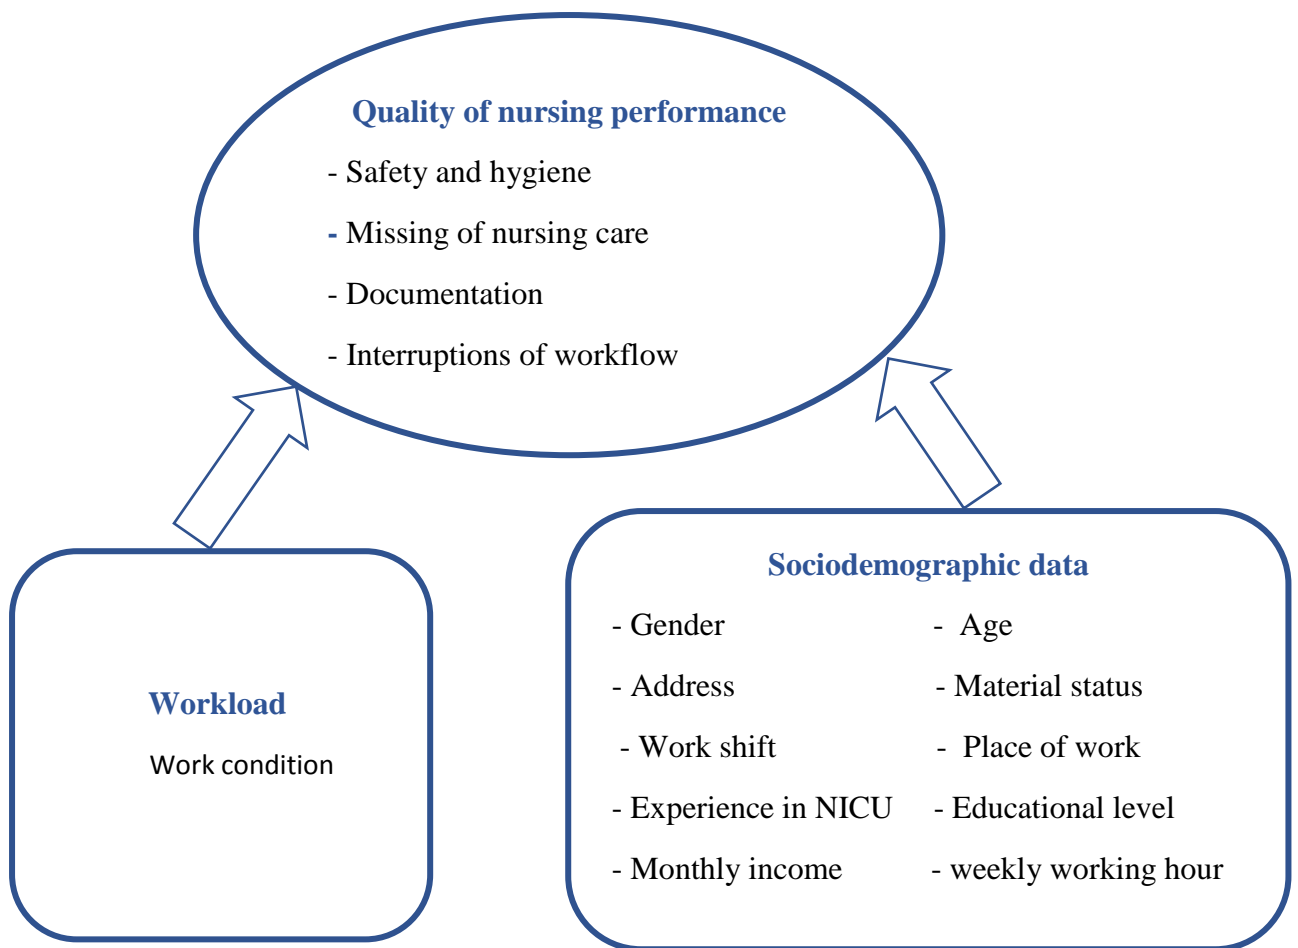 Quality of nursing performance
- Safety and hygiene
- Missing of nursing care
- Documentation
- Interruptions of workflow
Workload
Work condition
Sociodemographic data
- Gender - Age
- Address - Material status
- Work shift - Place of work
- Experience in NICU - Educational level
- Monthly income - weekly working hour